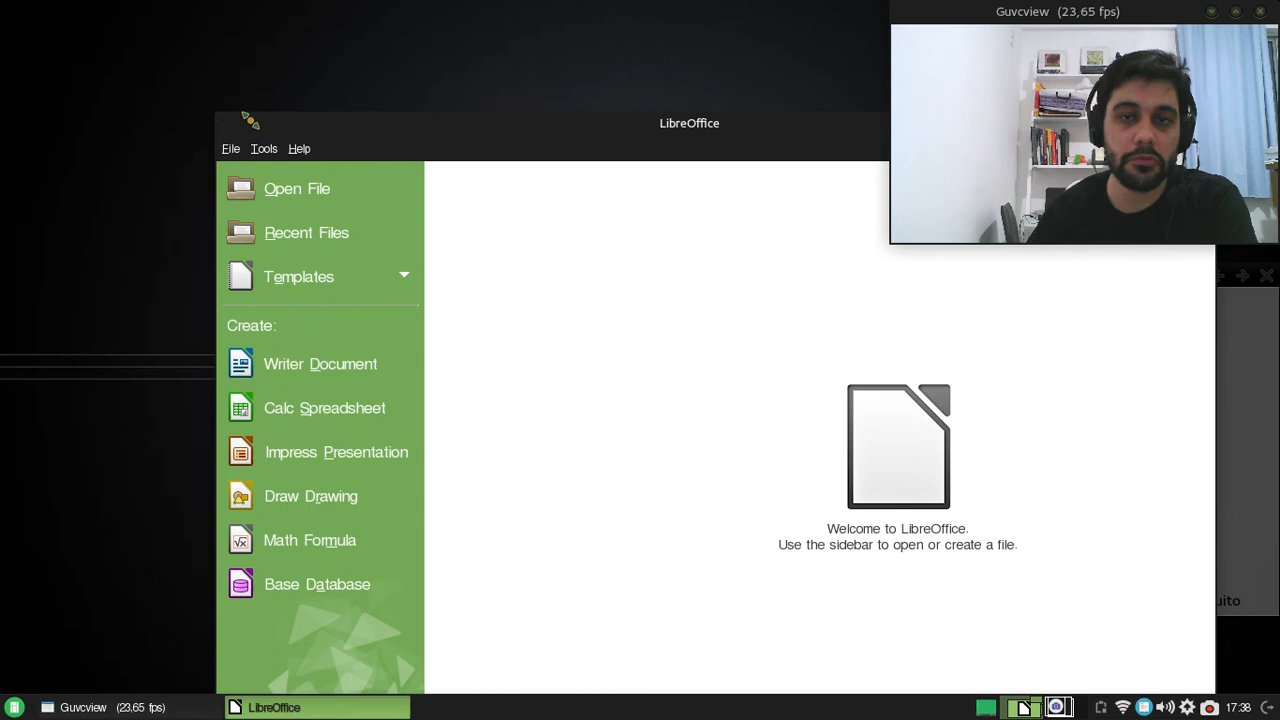 Guvcview (23,65 fps)
LibreOffice
File Tools Help
Open File
Recent Files
Templates
Create:
Writer Document
Calc Spreadsheet
Impress Presentation
Draw Drawing
Math Formula
Base Database
Welcome to LibreOffice.
Use the sidebar to open or create a file.
uito
Guvcview (23,65 fps)
LibreOffice
17:38